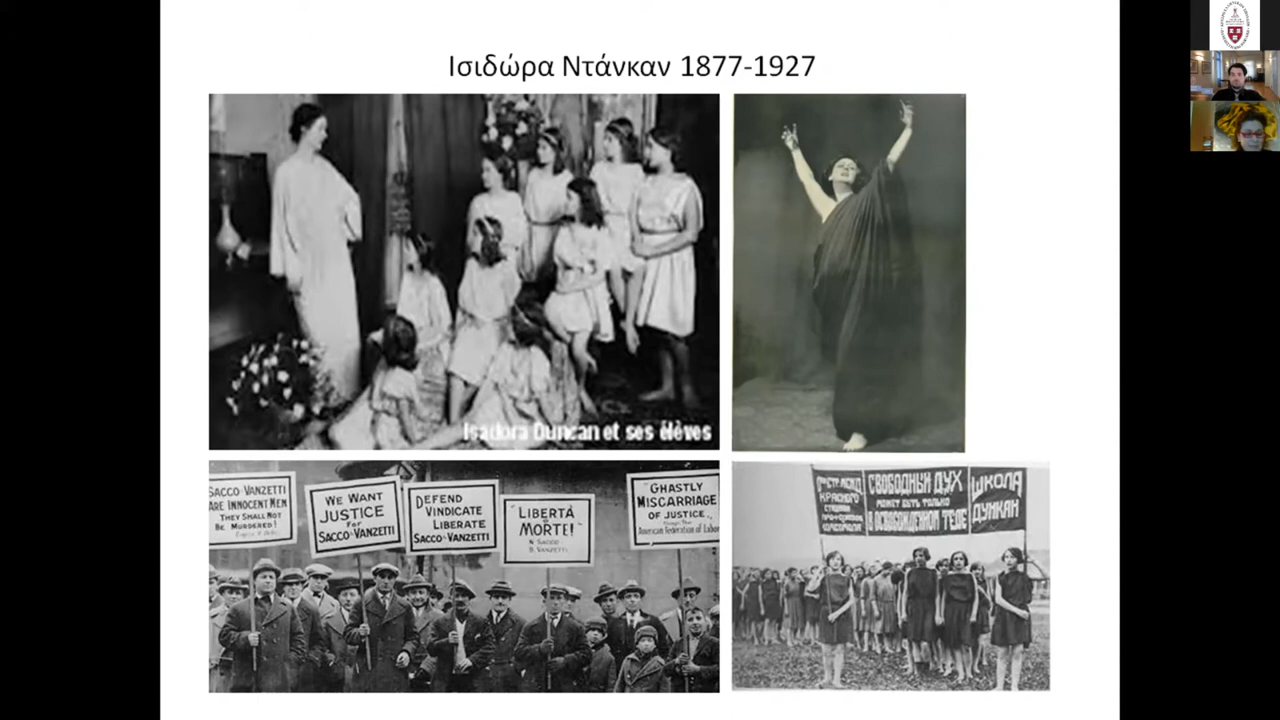 Ισιδώρα Ντάνκαν 1877-1927
Isadora Duncan et ses élèves
SACCO-VANZETTI
ARE INNOCENT MEN
THEY SHALL NOT
BE MURDERED!
WE WANT
JUSTICE
For
SACCO-VANZETTI
DEFEND
VINDICATE
LIBERATE
SACCO-VANZETTI
"LIBERTÀ
o
MORTE!"
N. SACCO-
B. VANZETTI
"GHASTLY
MISCARRIAGE
OF JUSTICE.,
American Federation of Labor
КРАСНОГО
СВОБОДНЫЙ ДУХ
МОЖЕТ БЫТЬ ТОЛЬКО
В ОСВОБОЖДЕННОМ ТЕЛЕ
ШКОЛА
ДУНКАН